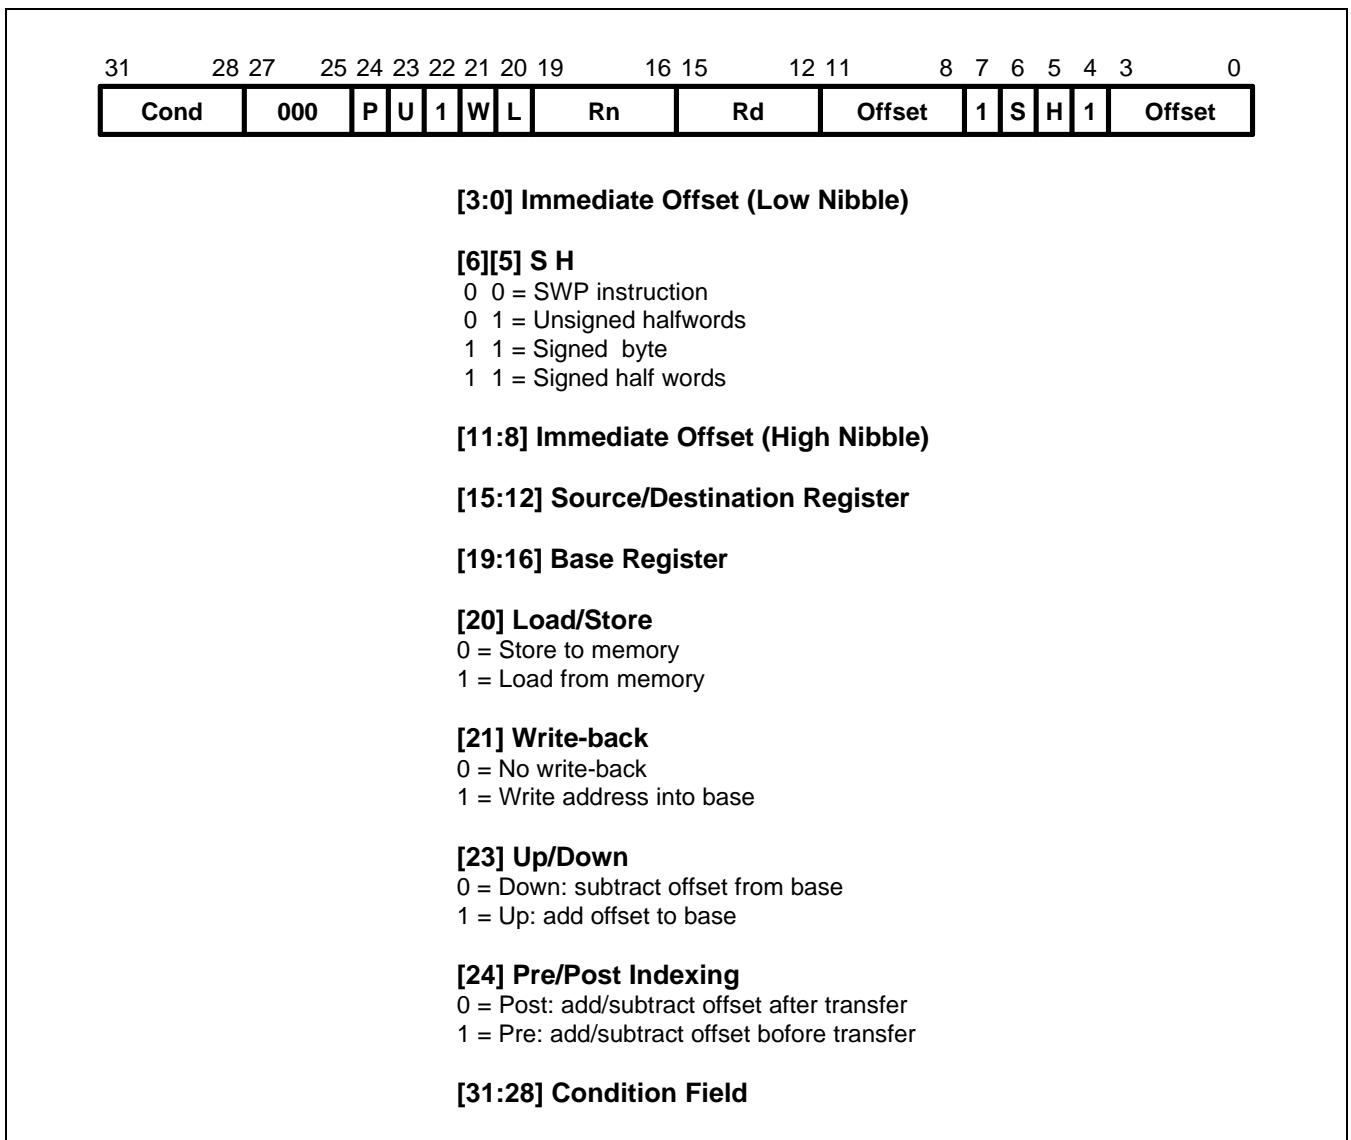 31 28 27 25 24 23 22 21 20 19 16 15 12 11 8 7 6 5 4 3 0
Cond 000 P U 1 W L Rn Rd Offset 1 S H 1 Offset
[3:0] Immediate Offset (Low Nibble)
[6][5] S H
0 0 = SWP instruction
0 1 = Unsigned halfwords
1 1 = Signed byte
1 1 = Signed half words
[11:8] Immediate Offset (High Nibble)
[15:12] Source/Destination Register
[19:16] Base Register
[20] Load/Store
0 = Store to memory
1 = Load from memory
[21] Write-back
0 = No write-back
1 = Write address into base
[23] Up/Down
0 = Down: subtract offset from base
1 = Up: add offset to base
[24] Pre/Post Indexing
0 = Post: add/subtract offset after transfer
1 = Pre: add/subtract offset bofore transfer
[31:28] Condition Field